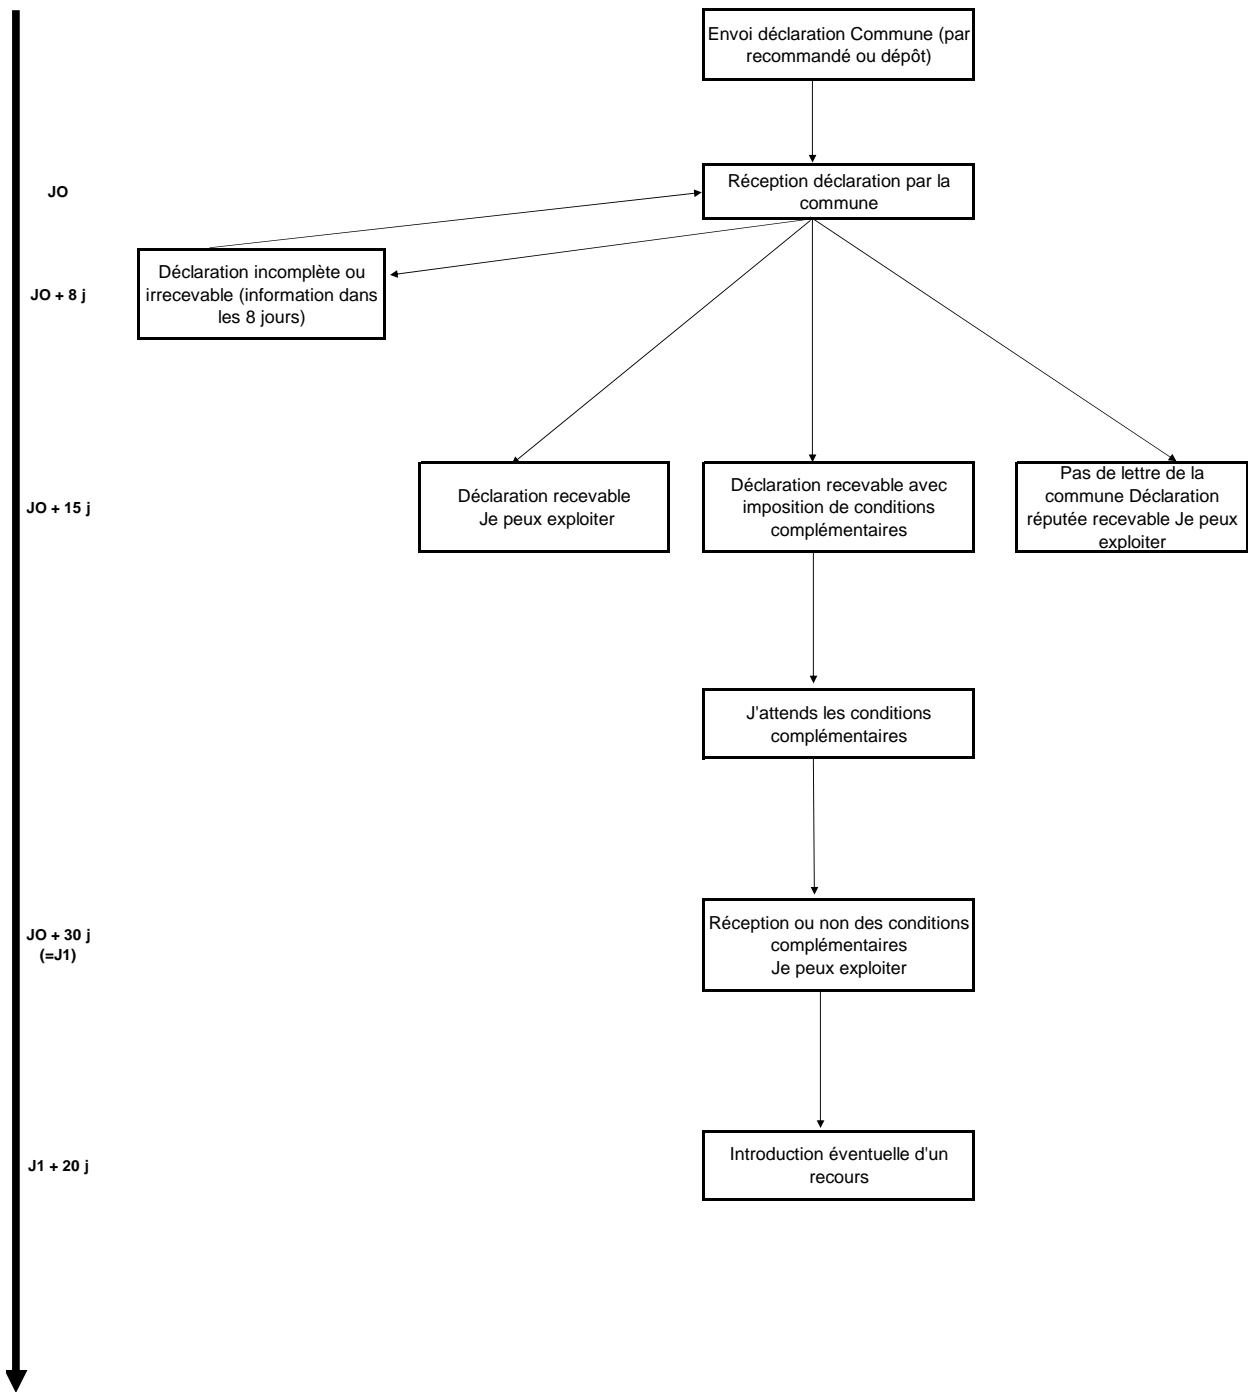 Envoi déclaration Commune (par
recommandé ou dépôt)
JO
Réception déclaration par la
commune
JO + 8 j
Déclaration incomplète ou
irrecevable (information dans
les 8 jours)
JO + 15 j
Déclaration recevable
Je peux exploiter
Déclaration recevable avec
imposition de conditions
complémentaires
Pas de lettre de la
commune Déclaration
réputée recevable Je peux
exploiter
J'attends les conditions
complémentaires
JO + 30 j
(=J1)
Réception ou non des conditions
complémentaires
Je peux exploiter
J1 + 20 j
Introduction éventuelle d'un
recours